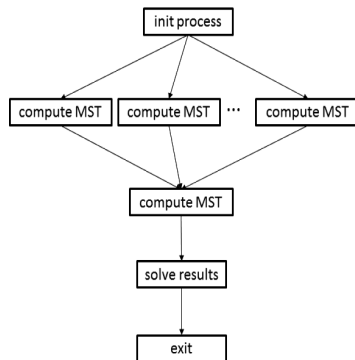 init process
compute MST
compute MST
...
compute MST
compute MST
solve results
exit